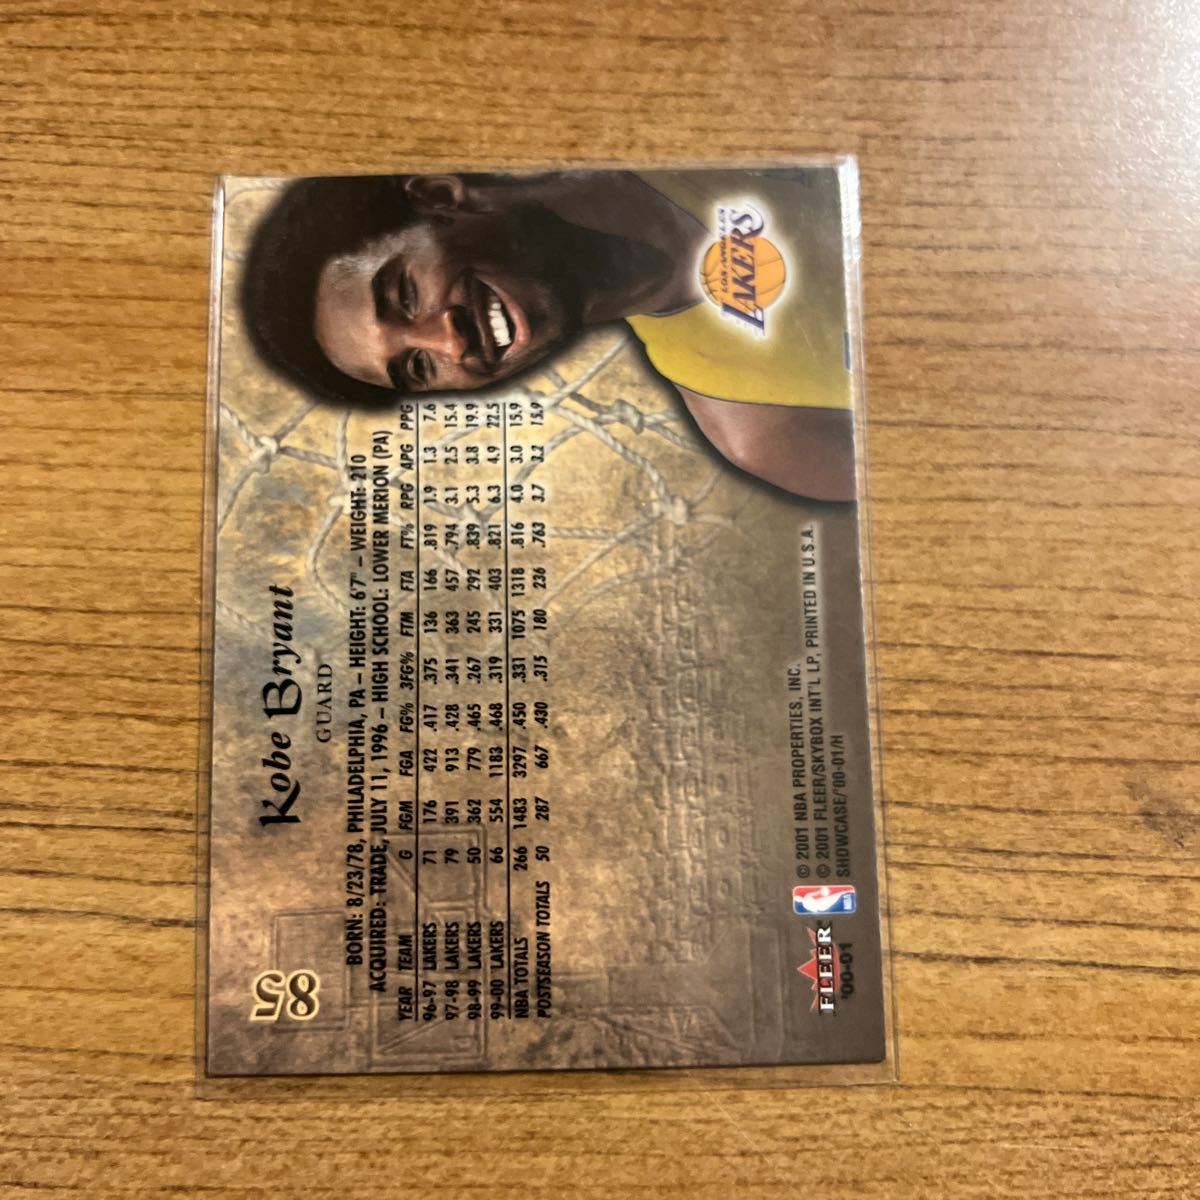 85
Kobe Bryant
GUARD
BORN: 8/23/78, PHILADELPHIA, PA – HEIGHT: 6'7" – WEIGHT: 210
ACQUIRED: TRADE, JULY 11, 1996 – HIGH SCHOOL: LOWER MERION (PA)
YEAR TEAM G FGM FGA FG% 3FG% FTM FTA FT% RPG APG PPG
96-97 LAKERS 71 176 422 .417 .375 136 166 .819 1.9 1.3 7.6
97-98 LAKERS 79 391 913 .428 .341 363 457 .794 3.1 2.5 15.4
98-99 LAKERS 50 362 779 .465 .267 245 292 .839 5.3 3.8 19.9
99-00 LAKERS 66 554 1183 .468 .319 331 403 .821 6.3 4.9 22.5
NBA TOTALS 266 1483 3297 .450 .331 1075 1318 .816 4.0 3.0 15.9
POSTSEASON TOTALS 50 287 667 .430 .315 180 236 .763 3.7 3.2 15.9
LOS ANGELES
LAKERS
FLEER
'00-01
NBA
© 2001 NBA PROPERTIES, INC.
© 2001 FLEER/SKYBOX INT'L LP, PRINTED IN U.S.A.
SHOWCASE/'00-01/H